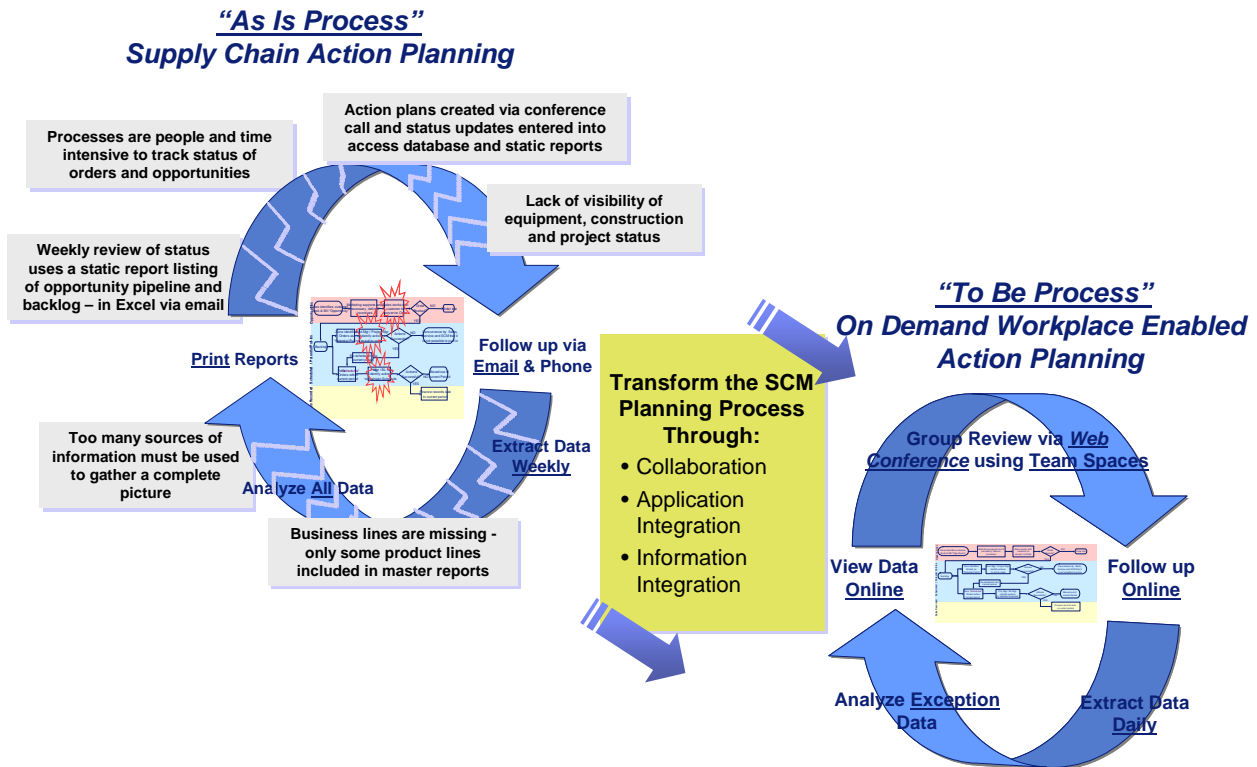 “As Is Process”
Supply Chain Action Planning
Action plans created via conference
call and status updates entered into
access database and static reports
Processes are people and time
intensive to track status of
orders and opportunities
Lack of visibility of
equipment, construction
and project status
Weekly review of status
uses a static report listing
of opportunity pipeline and
backlog – in Excel via email
Print Reports
Follow up via
Email & Phone
Too many sources of
information must be used
to gather a complete
picture
Analyze All Data
Extract Data
Weekly
Business lines are missing -
only some product lines
included in master reports
Transform the SCM
Planning Process
Through:
• Collaboration
• Application
Integration
• Information
Integration
“To Be Process”
On Demand Workplace Enabled
Action Planning
Group Review via Web
Conference using Team Spaces
View Data
Online
Follow up
Online
Analyze Exception
Data
Extract Data
Daily